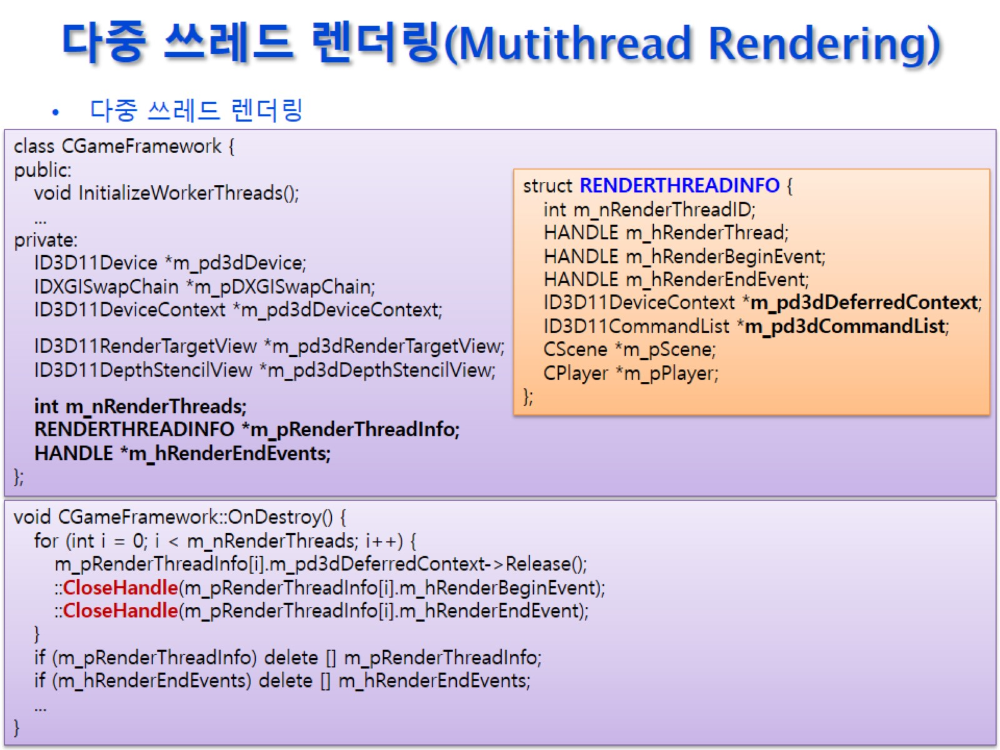 다중 쓰레드 렌더링(Mutithread Rendering)
• 다중 쓰레드 렌더링
class CGameFramework {
public:
void InitializeWorkerThreads();
...
private:
ID3D11Device *m_pd3dDevice;
IDXGISwapChain *m_pDXGISwapChain;
ID3D11DeviceContext *m_pd3dDeviceContext;
ID3D11RenderTargetView *m_pd3dRenderTargetView;
ID3D11DepthStencilView *m_pd3dDepthStencilView;
int m_nRenderThreads;
RENDERTHREADINFO *m_pRenderThreadInfo;
HANDLE *m_hRenderEndEvents;
};
struct RENDERTHREADINFO {
int m_nRenderThreadID;
HANDLE m_hRenderThread;
HANDLE m_hRenderBeginEvent;
HANDLE m_hRenderEndEvent;
ID3D11DeviceContext *m_pd3dDeferredContext;
ID3D11CommandList *m_pd3dCommandList;
CScene *m_pScene;
CPlayer *m_pPlayer;
};
void CGameFramework::OnDestroy() {
for (int i = 0; i < m_nRenderThreads; i++) {
m_pRenderThreadInfo[i].m_pd3dDeferredContext->Release();
::CloseHandle(m_pRenderThreadInfo[i].m_hRenderBeginEvent);
::CloseHandle(m_pRenderThreadInfo[i].m_hRenderEndEvent);
}
if (m_pRenderThreadInfo) delete [] m_pRenderThreadInfo;
if (m_hRenderEndEvents) delete [] m_hRenderEndEvents;
...
}